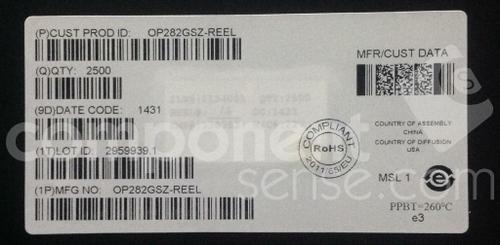 (P)CUST PROD ID: OP282GSZ-REEL
MFR/CUST DATA
(Q)QTY: 2500
(9D)DATE CODE: 1431
COUNTRY OF ASSEMBLY
CHINA
COUNTRY OF DIFFUSION
USA
COMPLIANT
RoHS
2011/65/EU
(1T)LOT ID: 2959939.1
MSL 1 e
(1P)MFG NO: OP282GSZ-REEL
PPBT=260°C
e3
component
sense.com
cs